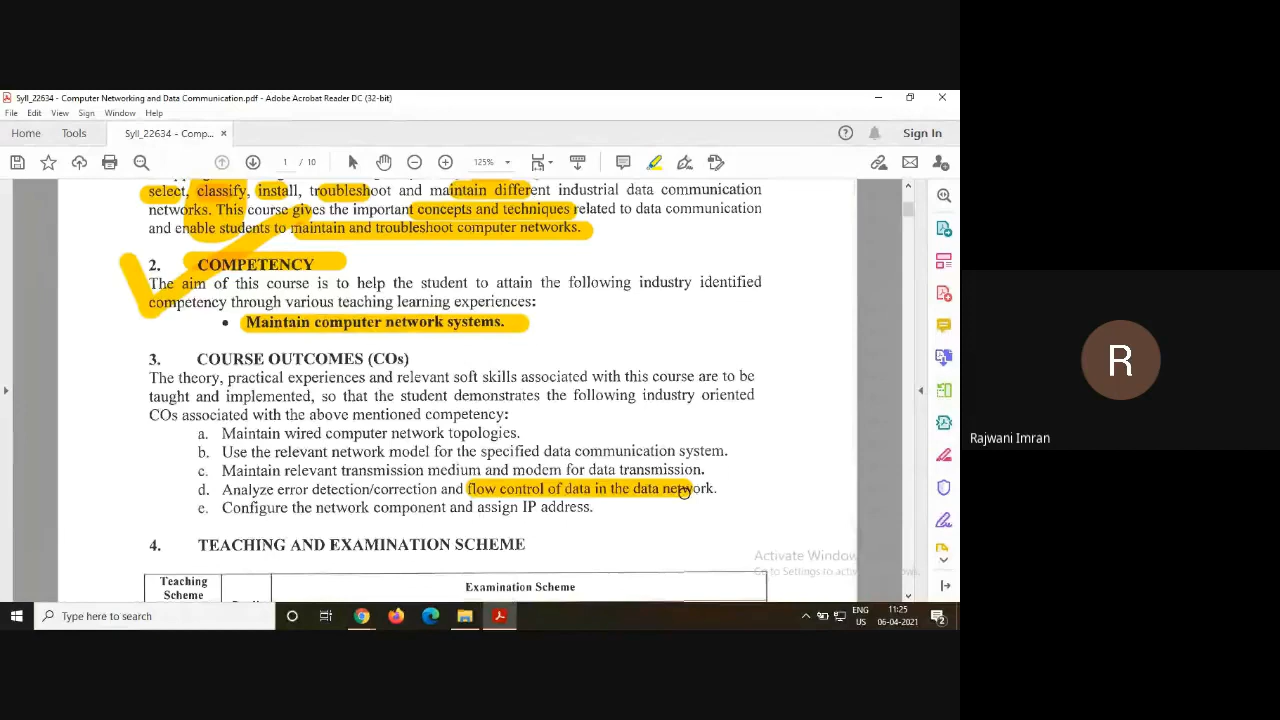 Syll_22634 - Computer Networking and Data Communication.pdf - Adobe Acrobat Reader DC (32-bit)
File Edit View Sign Window Help
Home Tools Syll_22634 - Comp... × Sign In
1 / 10 125%
select, classify, install, troubleshoot and maintain different industrial data communication
networks. This course gives the important concepts and techniques related to data communication
and enable students to maintain and troubleshoot computer networks.
2. COMPETENCY
The aim of this course is to help the student to attain the following industry identified
competency through various teaching learning experiences:
• Maintain computer network systems.
3. COURSE OUTCOMES (COs)
The theory, practical experiences and relevant soft skills associated with this course are to be
taught and implemented, so that the student demonstrates the following industry oriented
COs associated with the above mentioned competency:
a. Maintain wired computer network topologies.
b. Use the relevant network model for the specified data communication system.
c. Maintain relevant transmission medium and modem for data transmission.
d. Analyze error detection/correction and flow control of data in the data network.
e. Configure the network component and assign IP address.
4. TEACHING AND EXAMINATION SCHEME
Teaching
Scheme
Examination Scheme
Activate Window
Go to Settings to activ
Type here to search
ENG
US
11:25
06-04-2021
2
R
Rajwani Imran